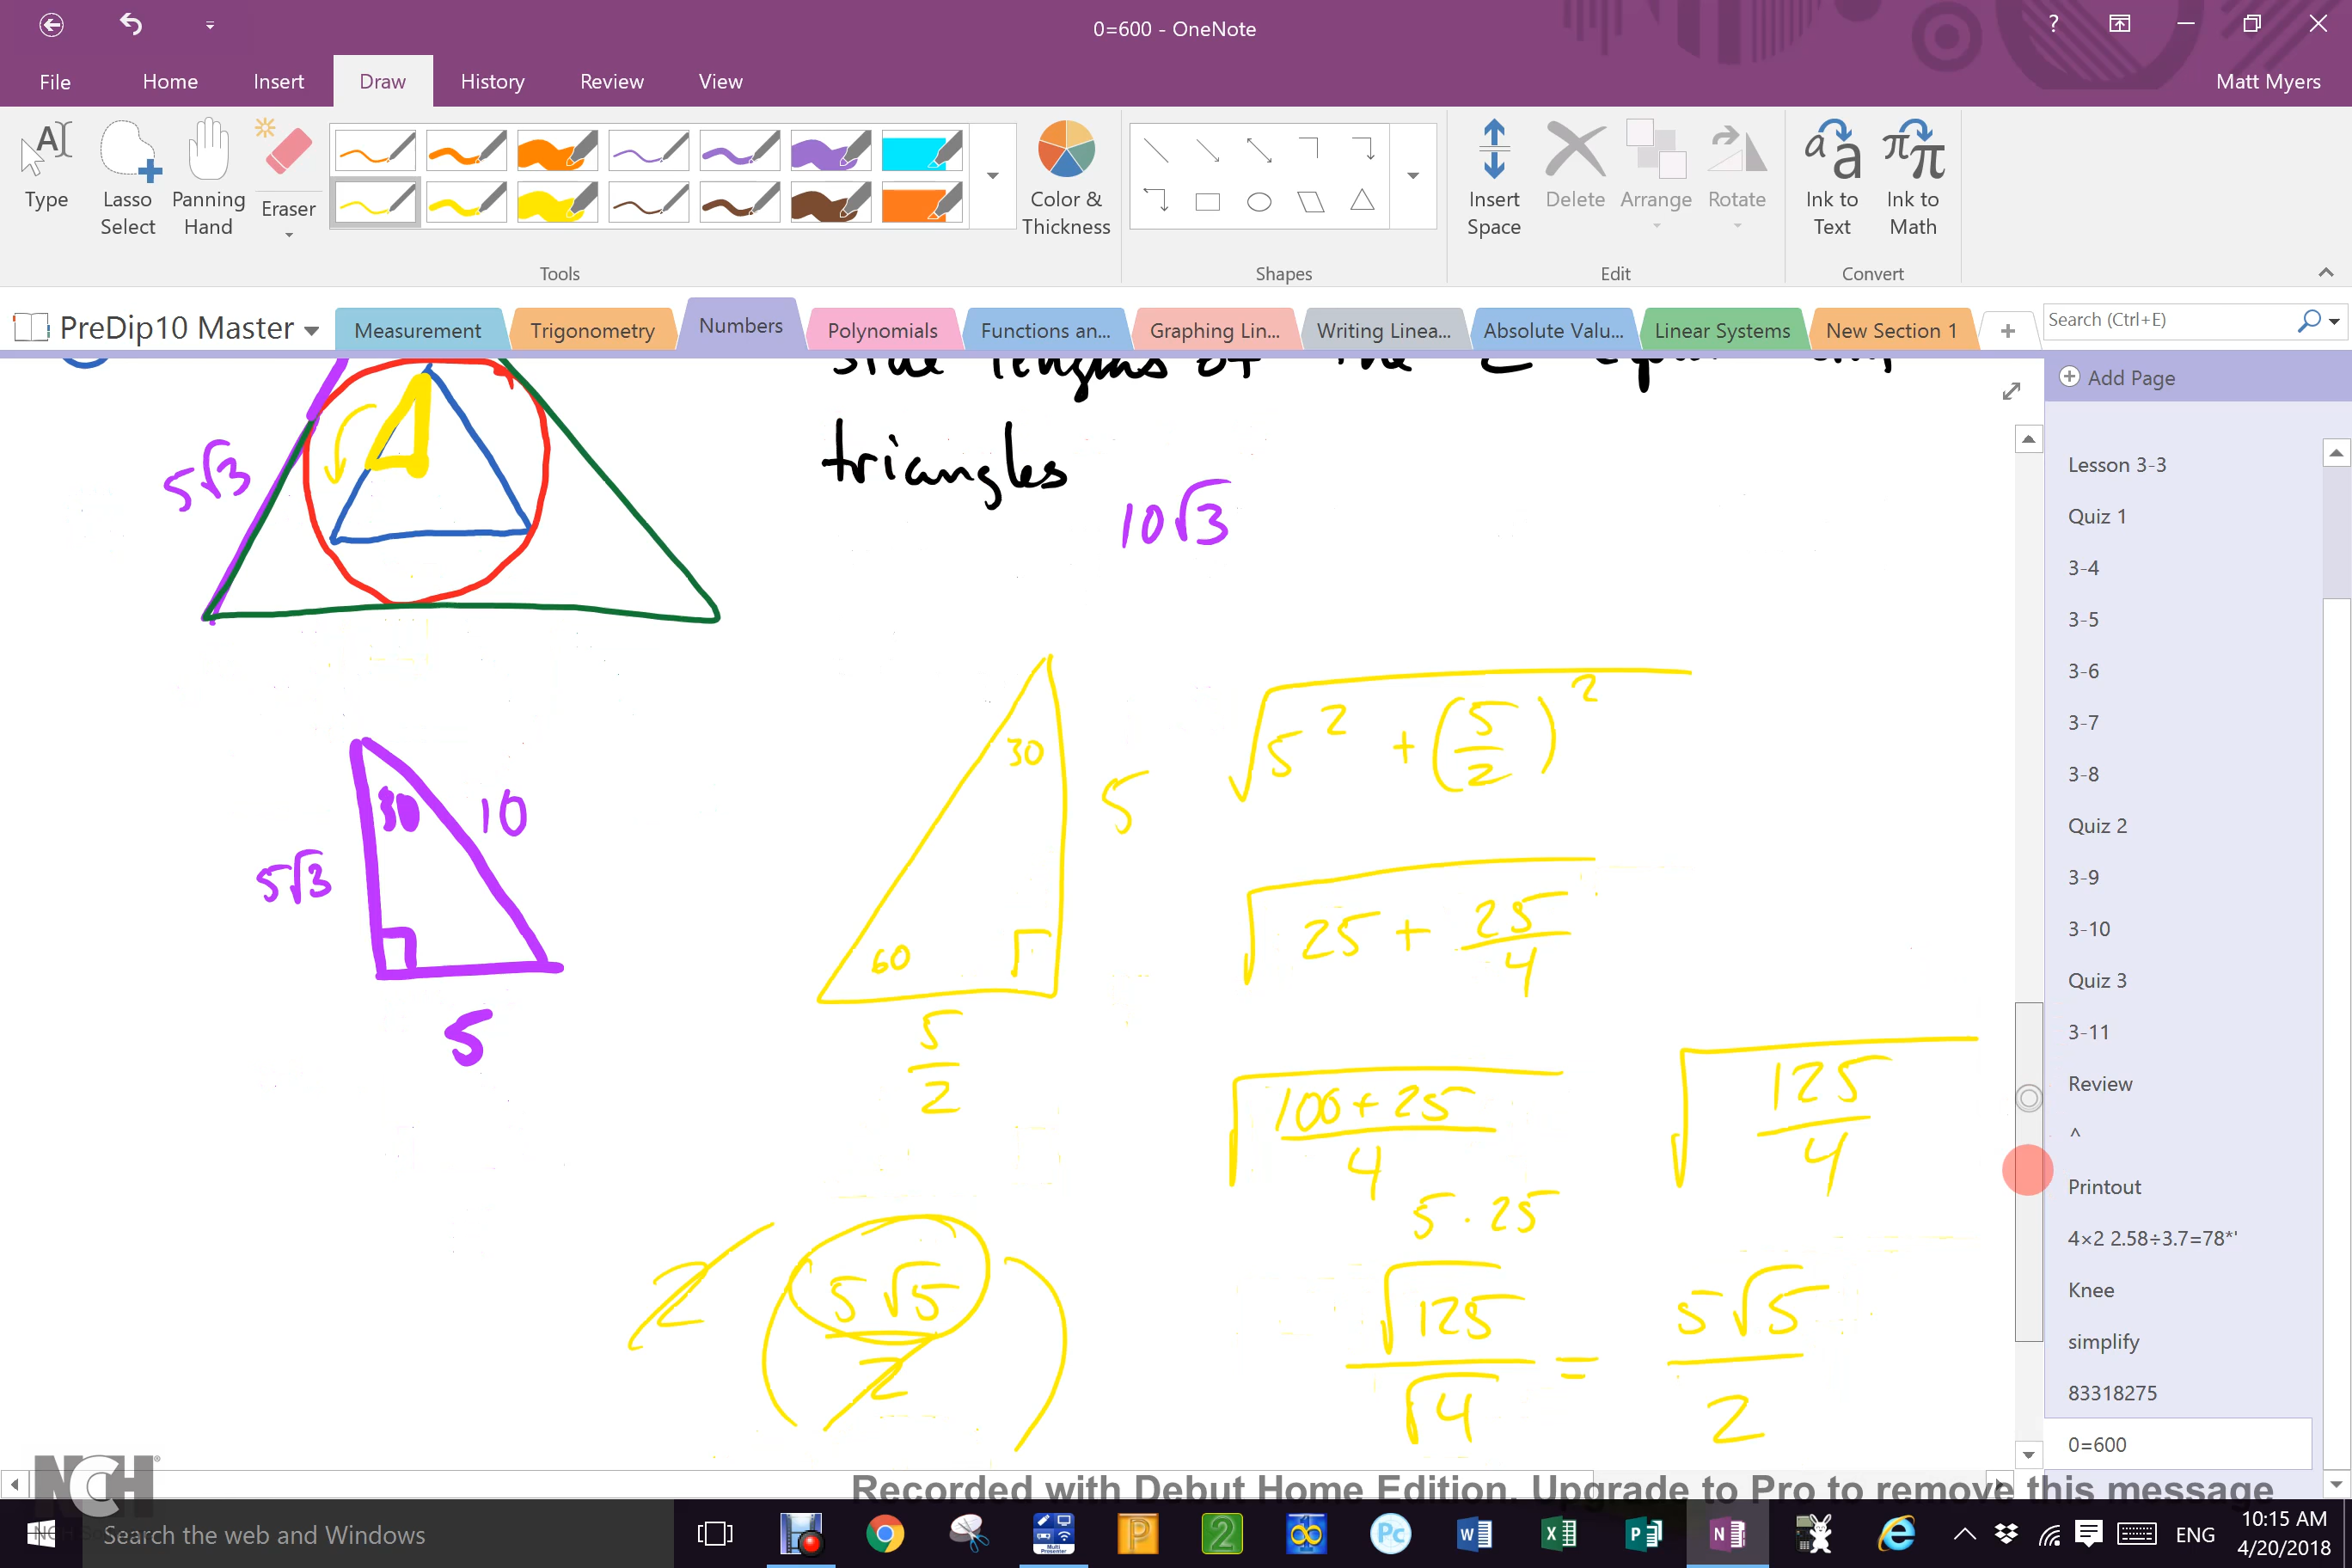 0=600 - OneNote
?
File Home Insert Draw History Review View
Matt Myers
Type
Lasso Select
Panning Hand
Eraser
Color & Thickness
Insert Space
Delete
Arrange
Rotate
Ink to Text
Ink to Math
Tools
Shapes
Edit
Convert
PreDip10 Master
Measurement
Trigonometry
Numbers
Polynomials
Functions an...
Graphing Lin...
Writing Linea...
Absolute Valu...
Linear Systems
New Section 1
+
Search (Ctrl+E)
Add Page
Lesson 3-3
Quiz 1
3-4
3-5
3-6
3-7
3-8
Quiz 2
3-9
3-10
Quiz 3
3-11
Review
^
Printout
4×2 2.58÷3.7=78*'
Knee
simplify
83318275
0=600
side lengths of the 2
triangles
5√3
10√3
30
10
5√3
5
30
5
60
5/2
√(5² + (5/2)²)
√(25 + 25/4)
√((100+25)/4)
√(125/4)
5 · 25
2 (5√5/2)
√125/√4 = 5√5/2
NCH
Recorded with Debut Home Edition. Upgrade to Pro to remove this message
Search the web and Windows
ENG
10:15 AM
4/20/2018